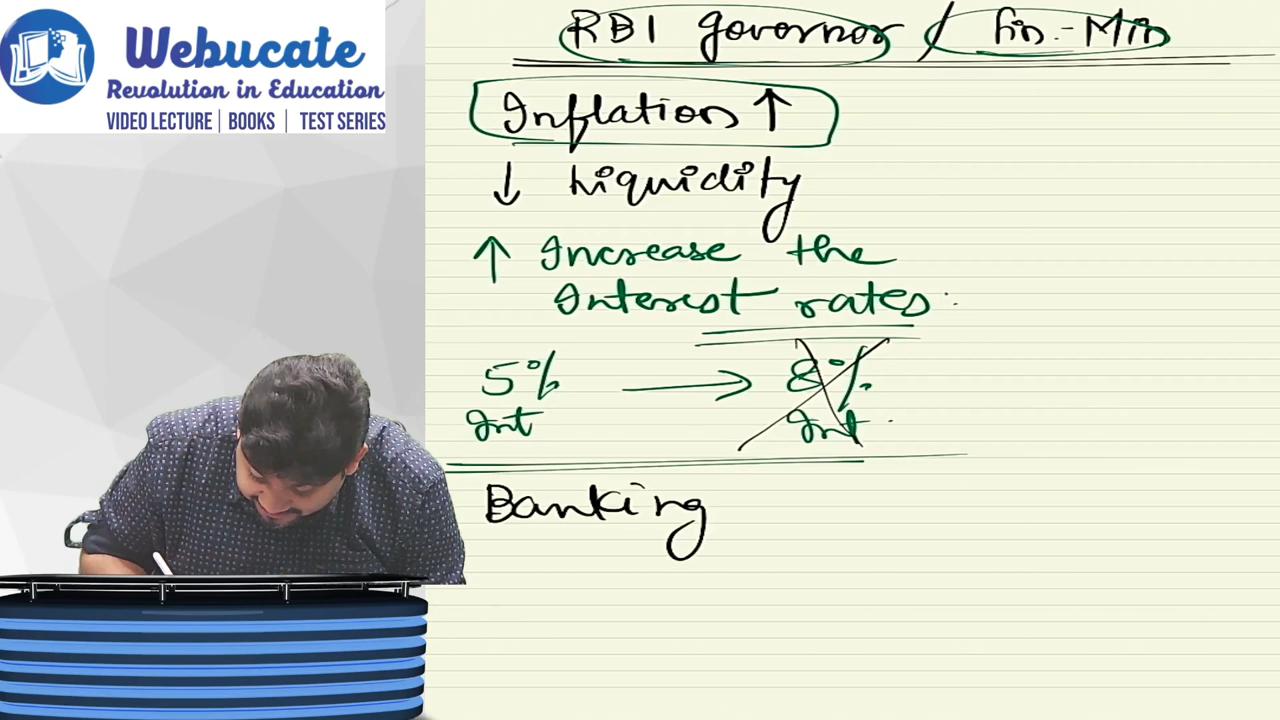 Webucate
Revolution in Education
VIDEO LECTURE | BOOKS | TEST SERIES
RBI governor / Fin.-Min
Inflation ↑
↓ Liquidity
↑ Increase the
Interest rates.
5% → 8%
Int Int
Banking